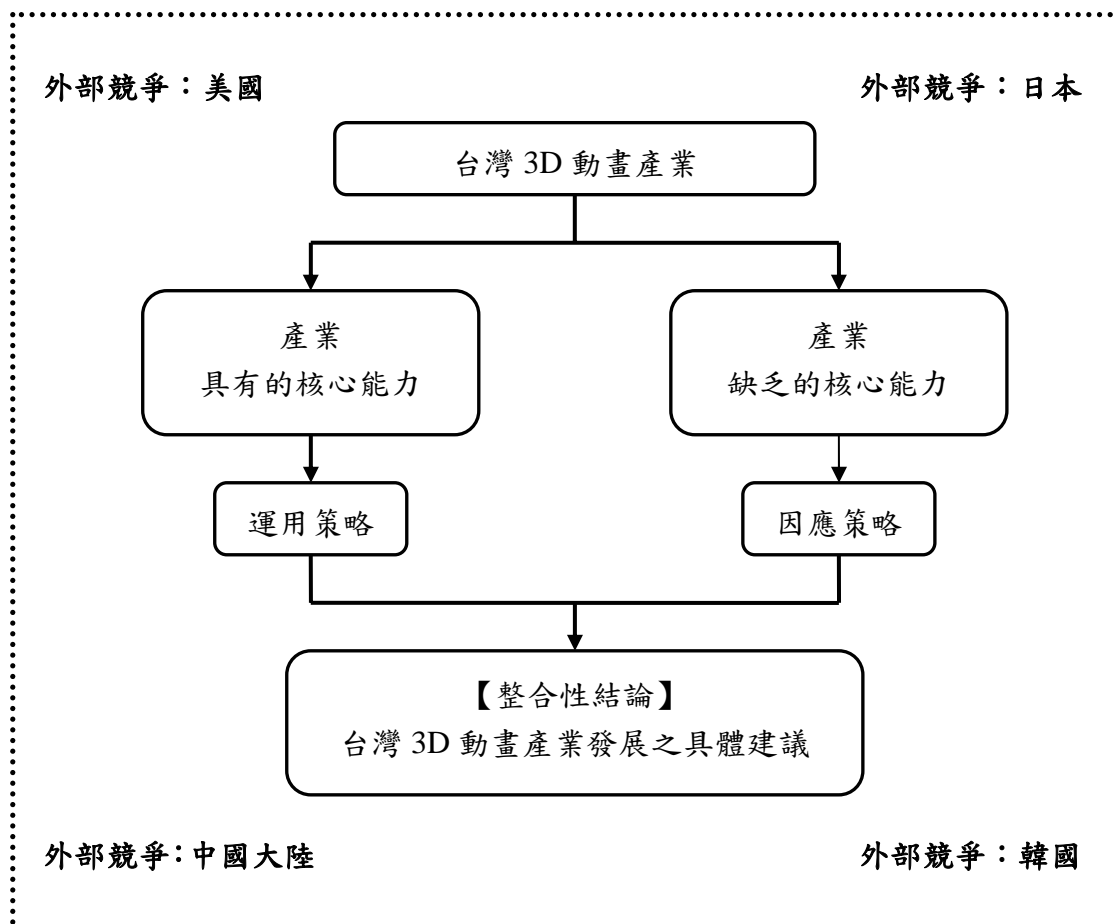 外部競爭：美國
外部競爭：日本
台灣 3D 動畫產業
產業
具有的核心能力
產業
缺乏的核心能力
運用策略
因應策略
【整合性結論】
台灣 3D 動畫產業發展之具體建議
外部競爭：中國大陸
外部競爭：韓國